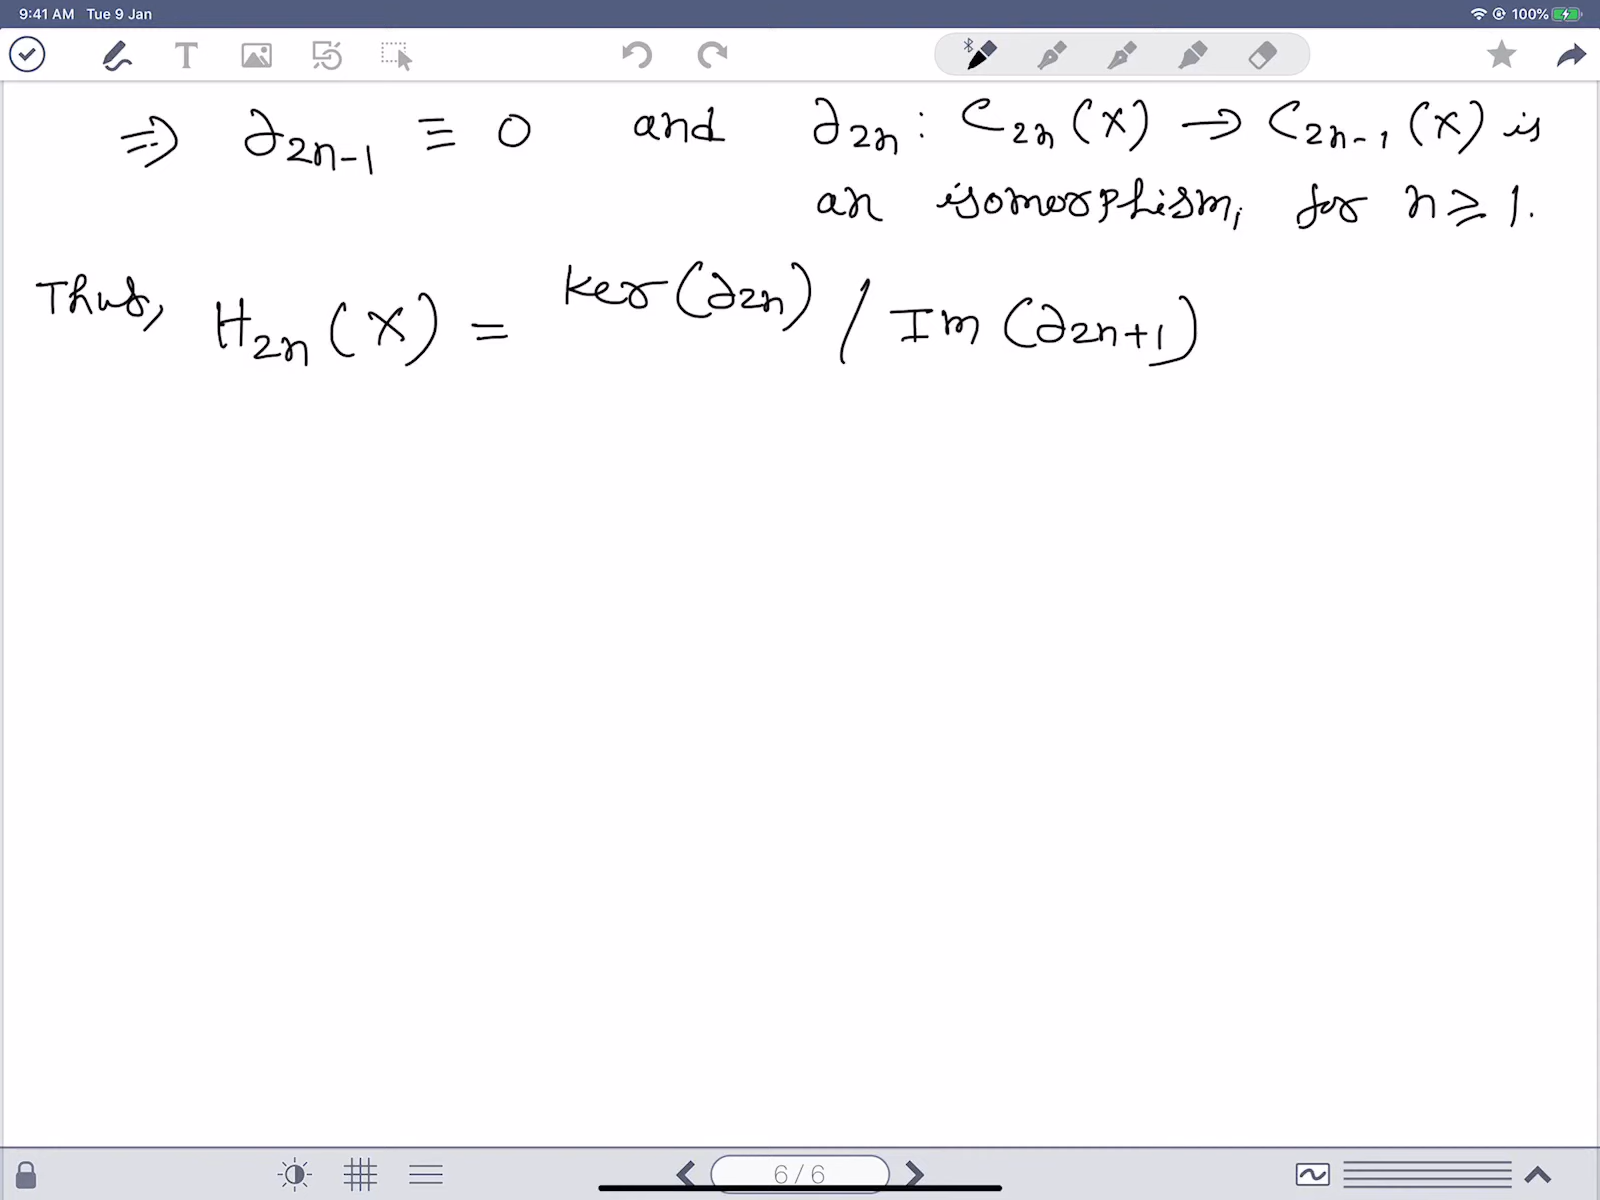 9:41 AM Tue 9 Jan 100%
T
⇒ ∂₂ₙ₋₁ ≡ 0 and ∂₂ₙ : C₂ₙ(X) → C₂ₙ₋₁(X) is
an isomorphism, for n ≥ 1.
Thus, H₂ₙ(X) = ker(∂₂ₙ) / Im(∂₂ₙ₊₁)
6 / 6